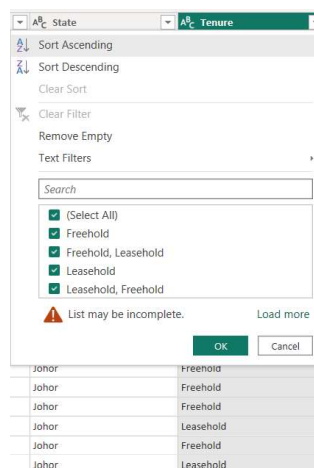 ABC State ABC Tenure
Sort Ascending
Sort Descending
Clear Sort
Clear Filter
Remove Empty
Text Filters
Search
(Select All)
Freehold
Freehold, Leasehold
Leasehold
Leasehold, Freehold
List may be incomplete. Load more
OK Cancel
Johor Freehold
Johor Freehold
Johor Freehold
Johor Leasehold
Johor Freehold
Johor Leasehold